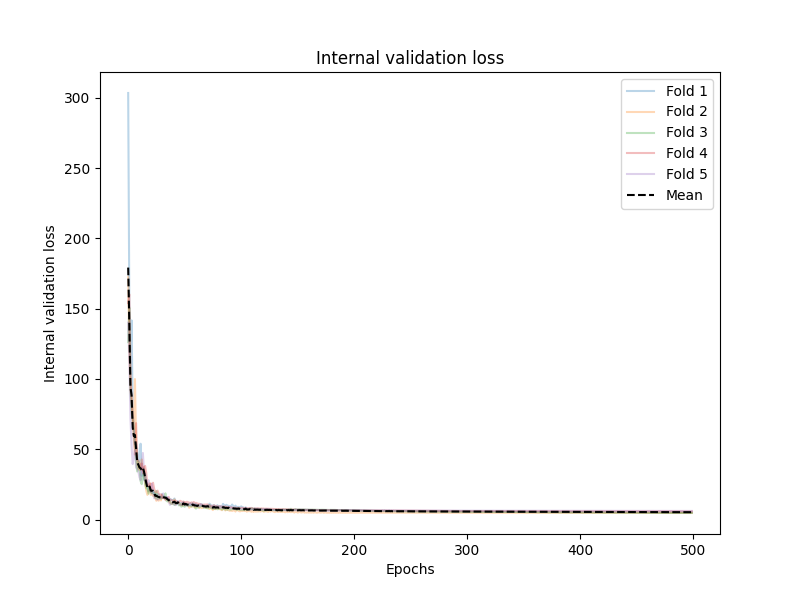 Internal validation loss
Fold 1
Fold 2
Fold 3
Fold 4
Fold 5
Mean
Internal validation loss
300
250
200
150
100
50
0
0 100 200 300 400 500
Epochs